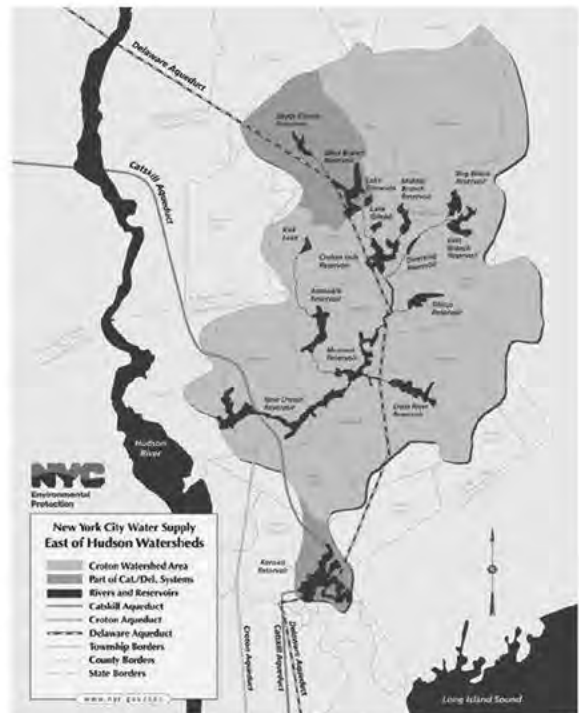 Delaware Aqueduct
Catskill Aqueduct
Boyds Corner
Reservoir
West Branch
Reservoir
Lake
Gleneida
Lake
Gilead
Middle
Branch
Reservoir
Bog Brook
Reservoir
East
Branch
Reservoir
Diverting
Reservoir
Kirk
Lake
Croton Falls
Reservoir
Amawalk
Reservoir
Titicus
Reservoir
Muscoot
Reservoir
New Croton
Reservoir
Cross River
Reservoir
Hudson
River
NYC
Environmental
Protection
New York City Water Supply
East of Hudson Watersheds
Croton Watershed Area
Part of Cat./Del. Systems
Rivers and Reservoirs
Catskill Aqueduct
Croton Aqueduct
Delaware Aqueduct
Township Borders
County Borders
State Borders
Kensico
Reservoir
Croton Aqueduct
Catskill Aqueduct
Delaware
Aqueduct
Long Island Sound